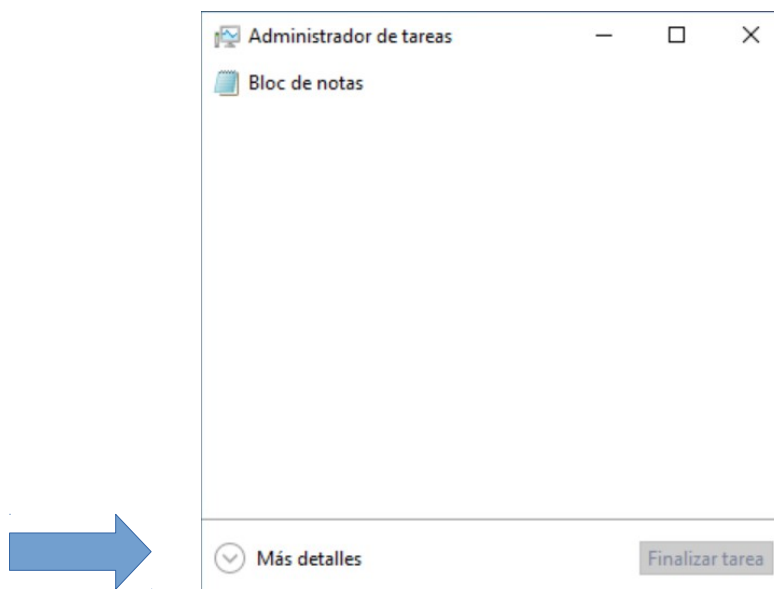 Administrador de tareas
Bloc de notas
Más detalles
Finalizar tarea